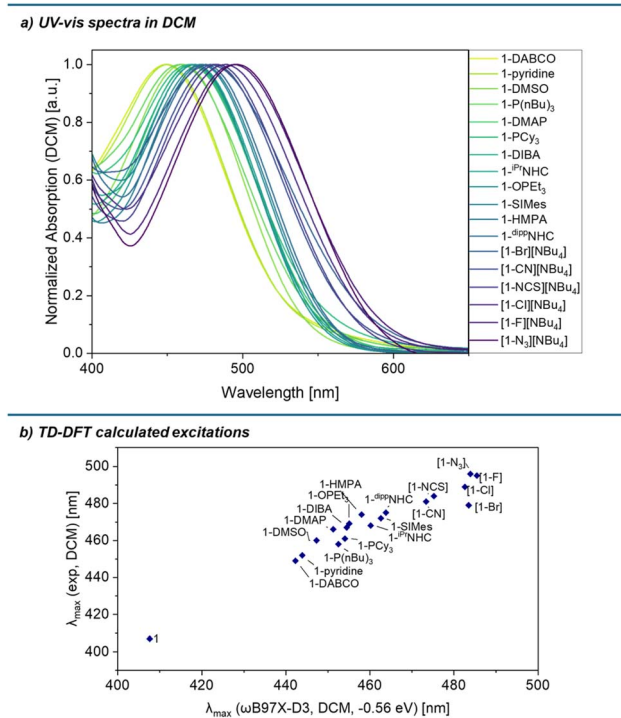 a) UV-vis spectra in DCM
Normalized Absorption (DCM) [a.u.]
1.0
0.8
0.6
0.4
0.2
0.0
400
500
600
Wavelength [nm]
1-DABCO
1-pyridine
1-DMSO
1-P(nBu)₃
1-DMAP
1-PCy₃
1-DIBA
1-ⁱᴾʳNHC
1-OPEt₃
1-SIMes
1-HMPA
1-ᵈⁱᵖᵖNHC
[1-Br][NBu₄]
[1-CN][NBu₄]
[1-NCS][NBu₄]
[1-Cl][NBu₄]
[1-F][NBu₄]
[1-N₃][NBu₄]
b) TD-DFT calculated excitations
λmax (exp, DCM) [nm]
500
480
460
440
420
400
[1-N₃]
[1-F]
[1-Cl]
[1-NCS]
[1-Br]
[1-CN]
1-HMPA
1-ᵈⁱᵖᵖNHC
1-OPEt₃
1-DIBA
1-SIMes
1-DMAP
1-ⁱᴾʳNHC
1-DMSO
1-PCy₃
1-P(nBu)₃
1-pyridine
1-DABCO
1
400
420
440
460
480
500
λmax (ωB97X-D3, DCM, -0.56 eV) [nm]